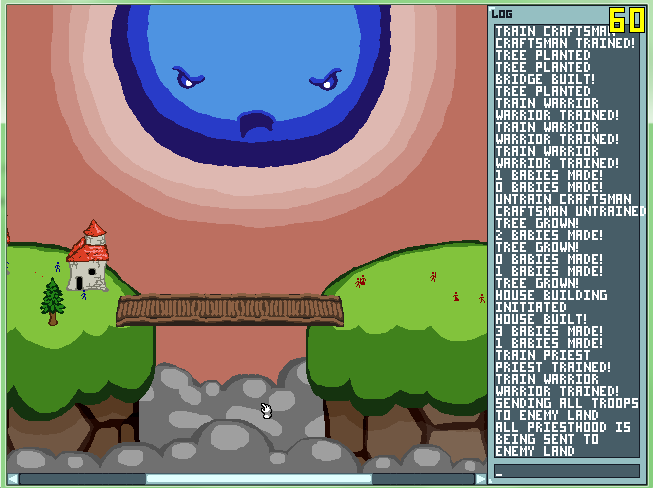 LOG
60
TRAIN CRAFTSMAN
CRAFTSMAN TRAINED!
TREE PLANTED
TREE PLANTED
BRIDGE BUILT!
TREE PLANTED
TRAIN WARRIOR
WARRIOR TRAINED!
TRAIN WARRIOR
WARRIOR TRAINED!
TRAIN WARRIOR
WARRIOR TRAINED!
1 BABIES MADE!
0 BABIES MADE!
UNTRAIN CRAFTSMAN
CRAFTSMAN UNTRAINED
TREE GROWN!
2 BABIES MADE!
TREE GROWN!
0 BABIES MADE!
1 BABIES MADE!
TREE GROWN!
HOUSE BUILDING
INITIATED
HOUSE BUILT!
3 BABIES MADE!
1 BABIES MADE!
TRAIN PRIEST
PRIEST TRAINED!
TRAIN WARRIOR
WARRIOR TRAINED!
SENDING ALL TROOPS
TO ENEMY LAND
ALL PRIESTHOOD IS
BEING SENT TO
ENEMY LAND